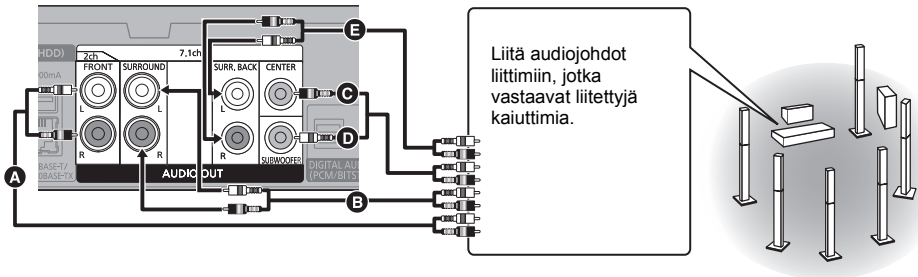 HDD)
2ch
7.1ch
FRONT
SURROUND
SURR. BACK
CENTER
L
L
L
R
R
R
SUBWOOFER
AUDIO OUT
DIGITAL AU
(PCM/BITST
BASE-T/
0BASE-TX
A
B
C
D
E
Liitä audiojohdot
liittimiin, jotka
vastaavat liitettyjä
kaiuttimia.